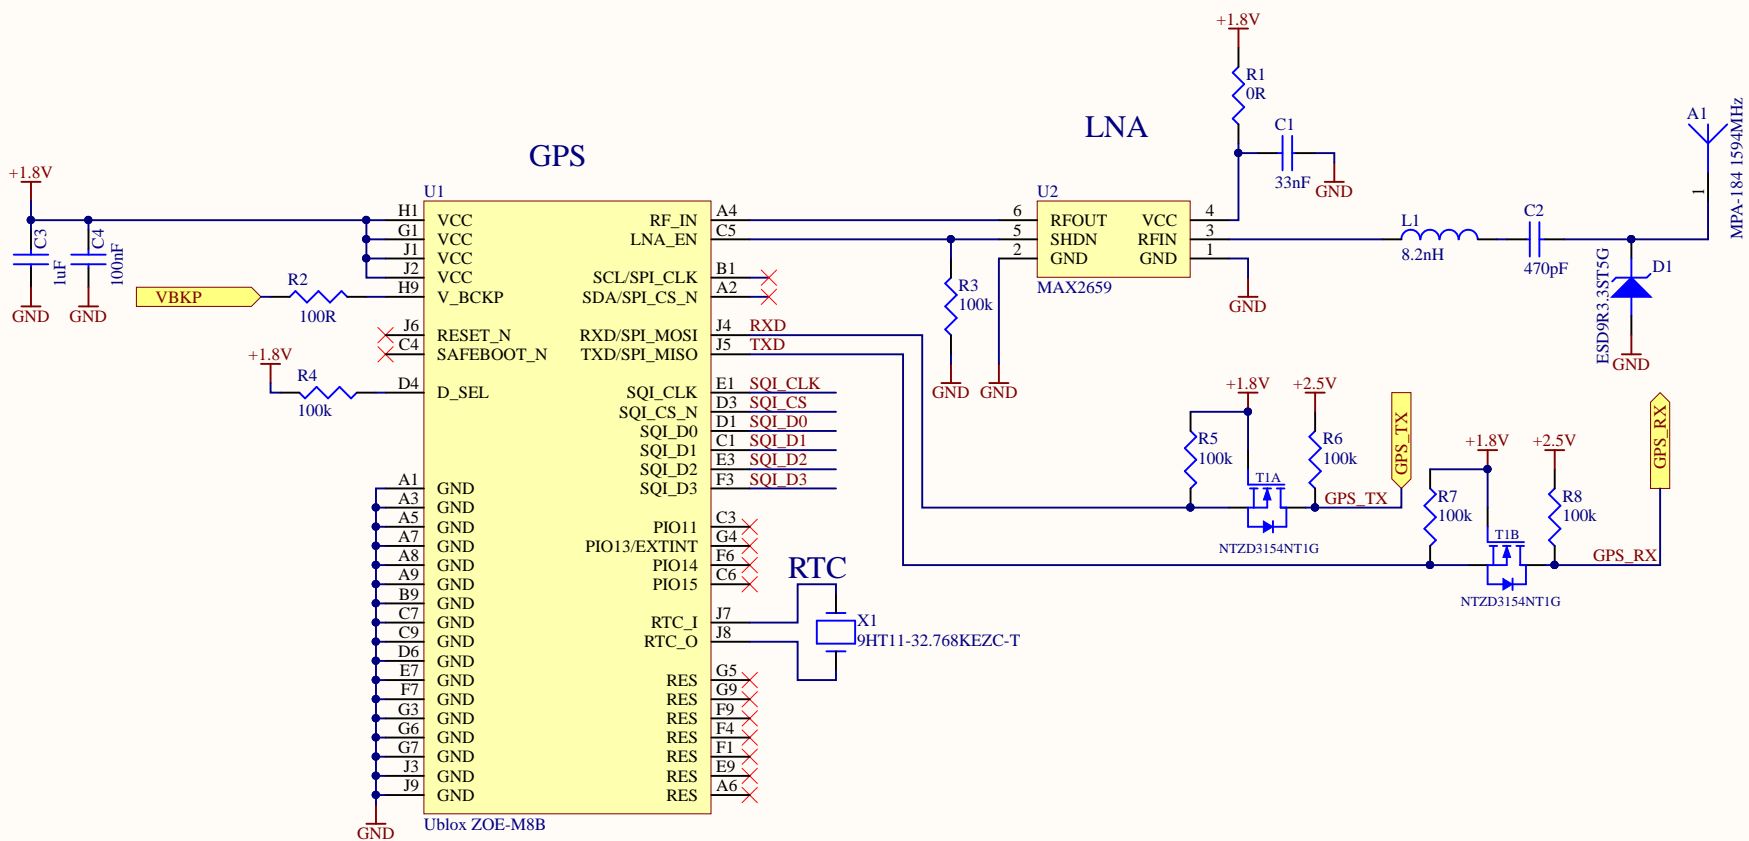 GPS
LNA
RTC
+1.8V
C3
1uF
GND
C4
100nF
GND
VBKP
R2
100R
+1.8V
R4
100k
U1
H1 VCC
G1 VCC
J1 VCC
J2 VCC
H9 V_BCKP
J6 RESET_N
C4 SAFEBOOT_N
D4 D_SEL
A1 GND
A3 GND
A5 GND
A7 GND
A8 GND
A9 GND
B9 GND
C7 GND
C9 GND
D6 GND
E7 GND
F7 GND
G3 GND
G6 GND
G7 GND
J3 GND
J9 GND
GND
RF_IN A4
LNA_EN C5
SCL/SPI_CLK B1
SDA/SPI_CS_N A2
RXD/SPI_MOSI J4 RXD
TXD/SPI_MISO J5 TXD
SQI_CLK E1 SQI_CLK
SQI_CS_N D3 SQI_CS
SQI_D0 D1 SQI_D0
SQI_D1 C1 SQI_D1
SQI_D2 E3 SQI_D2
SQI_D3 F3 SQI_D3
PIO11 C3
PIO13/EXTINT G4
PIO14 F6
PIO15 C6
RTC_I J7
RTC_O J8
RES G5
RES G9
RES F9
RES F4
RES F1
RES E9
RES A6
Ublox ZOE-M8B
X1
9HT11-32.768KEZC-T
R3
100k
GND
GND
U2
6 RFOUT VCC 4
5 SHDN RFIN 3
2 GND GND 1
MAX2659
GND
+1.8V
R1
0R
C1
33nF
GND
L1
8.2nH
C2
470pF
D1
ESD9R3.3ST5G
GND
A1
1
MPA-184 1594MHz
+1.8V
+2.5V
R5
100k
R6
100k
T1A
NTZD3154NT1G
GPS_TX
GPS_TX
+1.8V
+2.5V
R7
100k
R8
100k
T1B
NTZD3154NT1G
GPS_RX
GPS_RX